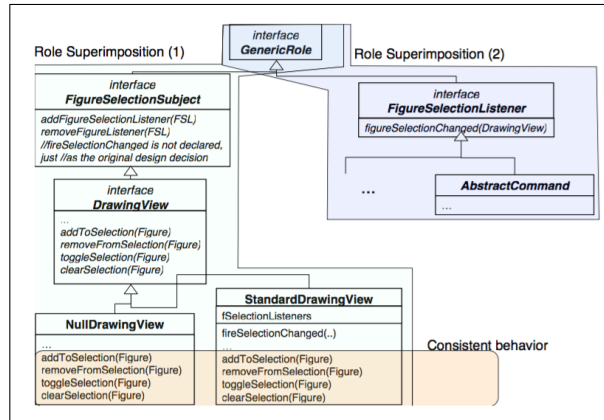 interface
GenericRole
Role Superimposition (1)
Role Superimposition (2)
interface
FigureSelectionSubject
addFigureSelectionListener(FSL)
removeFigureListener(FSL)
//fireSelectionChanged is not declared,
just //as the original design decision
interface
FigureSelectionListener
figureSelectionChanged(DrawingView)
...
AbstractCommand
...
interface
DrawingView
...
addToSelection(Figure)
removeFromSelection(Figure)
toggleSelection(Figure)
clearSelection(Figure)
NullDrawingView
...
addToSelection(Figure)
removeFromSelection(Figure)
toggleSelection(Figure)
clearSelection(Figure)
StandardDrawingView
fSelectionListeners
fireSelectionChanged(..)
...
addToSelection(Figure)
removeFromSelection(Figure)
toggleSelection(Figure)
clearSelection(Figure)
Consistent behavior